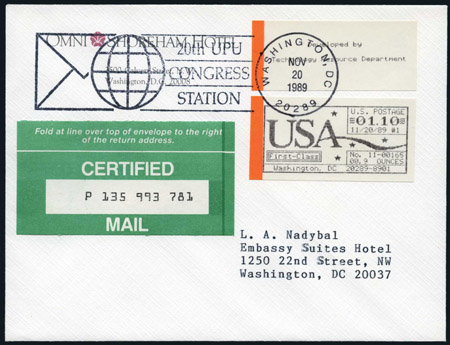 OMNI SHOREHAM HOTEL
Washington, D.C. 20008
20th UPU
CONGRESS
STATION
WASHINGTON, DC
NOV
20
1989
20289
Developed by
Technology Resource Department
U.S. POSTAGE
01.10
11-20/89 01
USA
First-Class
No. 11-00165
00.9 OUNCES
Washington, DC 20289-8901
Fold at line over top of envelope to the right
of the return address.
CERTIFIED
P 135 993 781
MAIL
L. A. Nadybal
Embassy Suites Hotel
1250 22nd Street, NW
Washington, DC 20037